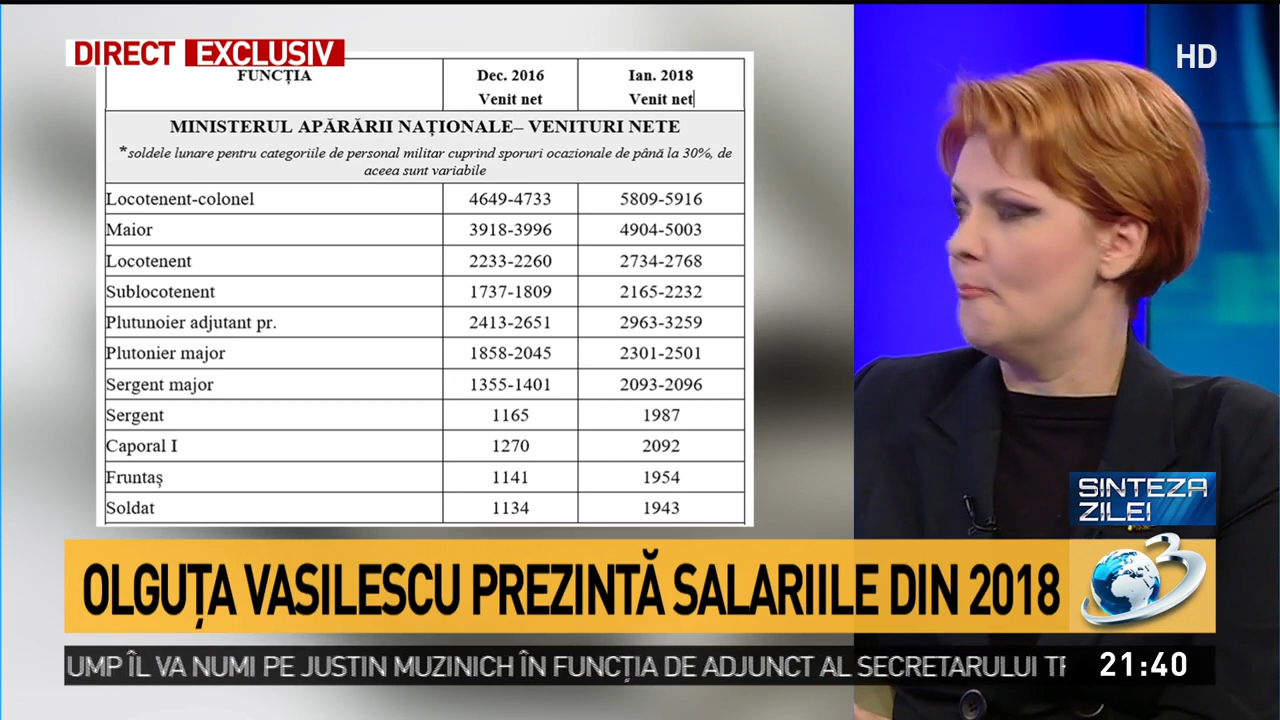 DIRECT EXCLUSIV
HD
FUNCȚIA Dec. 2016 Ian. 2018
Venit net Venit net
MINISTERUL APĂRĂRII NAȚIONALE– VENITURI NETE
*soldele lunare pentru categoriile de personal militar cuprind sporuri ocazionale de până la 30%, de
aceea sunt variabile
Locotenent-colonel 4649-4733 5809-5916
Maior 3918-3996 4904-5003
Locotenent 2233-2260 2734-2768
Sublocotenent 1737-1809 2165-2232
Plutunoier adjutant pr. 2413-2651 2963-3259
Plutonier major 1858-2045 2301-2501
Sergent major 1355-1401 2093-2096
Sergent 1165 1987
Caporal I 1270 2092
Fruntaș 1141 1954
Soldat 1134 1943
SINTEZA
ZILEI
OLGUȚA VASILESCU PREZINTĂ SALARIILE DIN 2018
3
UMP ÎL VA NUMI PE JUSTIN MUZINICH ÎN FUNCȚIA DE ADJUNCT AL SECRETARULUI TR
21:40